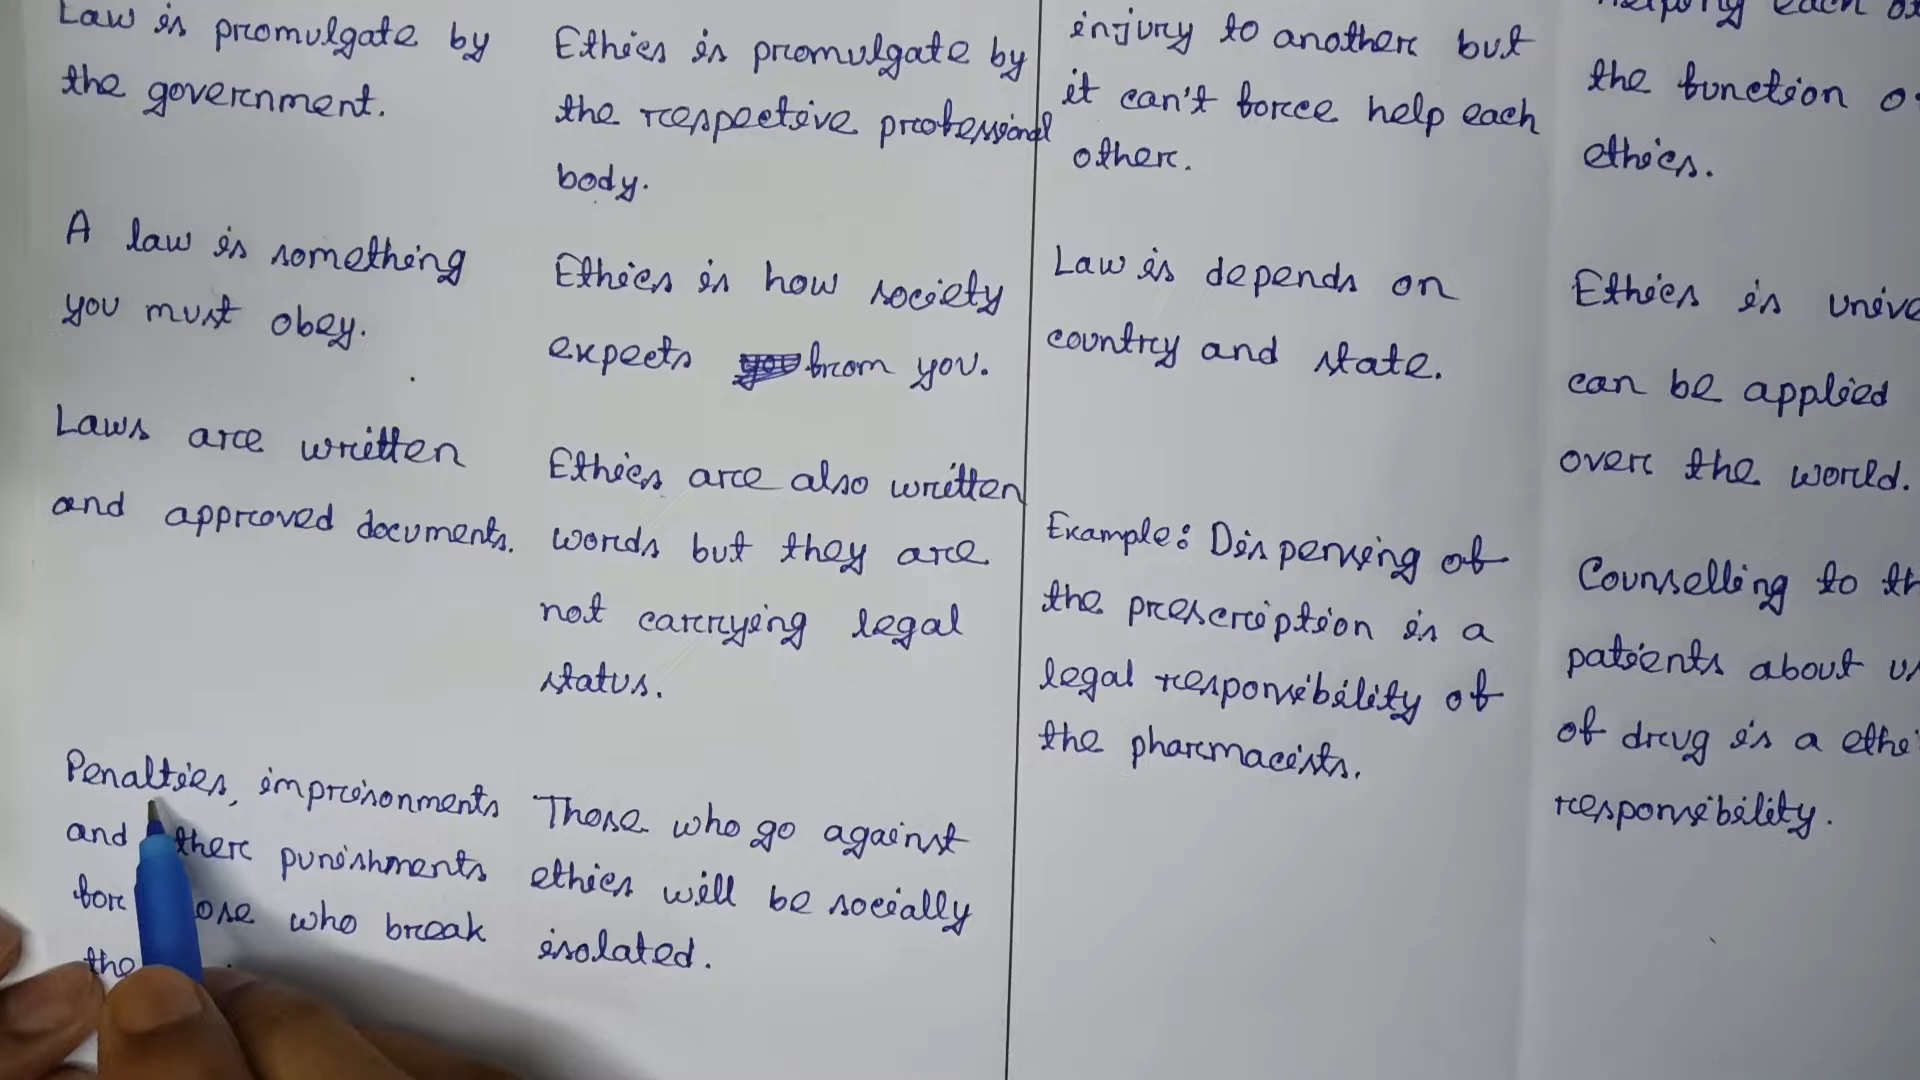 Law is promulgate by
the government.
A law is something
you must obey.
Laws are written
and approved documents.
Penalties, imprisonments
and there punishments
for who break
the
Ethics is promulgate by
the respective professional
body.
Ethics is how society
expects from you.
Ethics are also written
words but they are
not carrying legal
status.
Those who go against
ethics will be socially
isolated.
injury to another but
it can't force help each
other.
Law is depends on
country and state.
Example: Dispensing of
the prescription is a
legal responsibility of
the pharmacists.
each
the function
ethics.
Ethics is
can be applied
over the world.
Counselling to
patients about
of drug is a
responsibility.